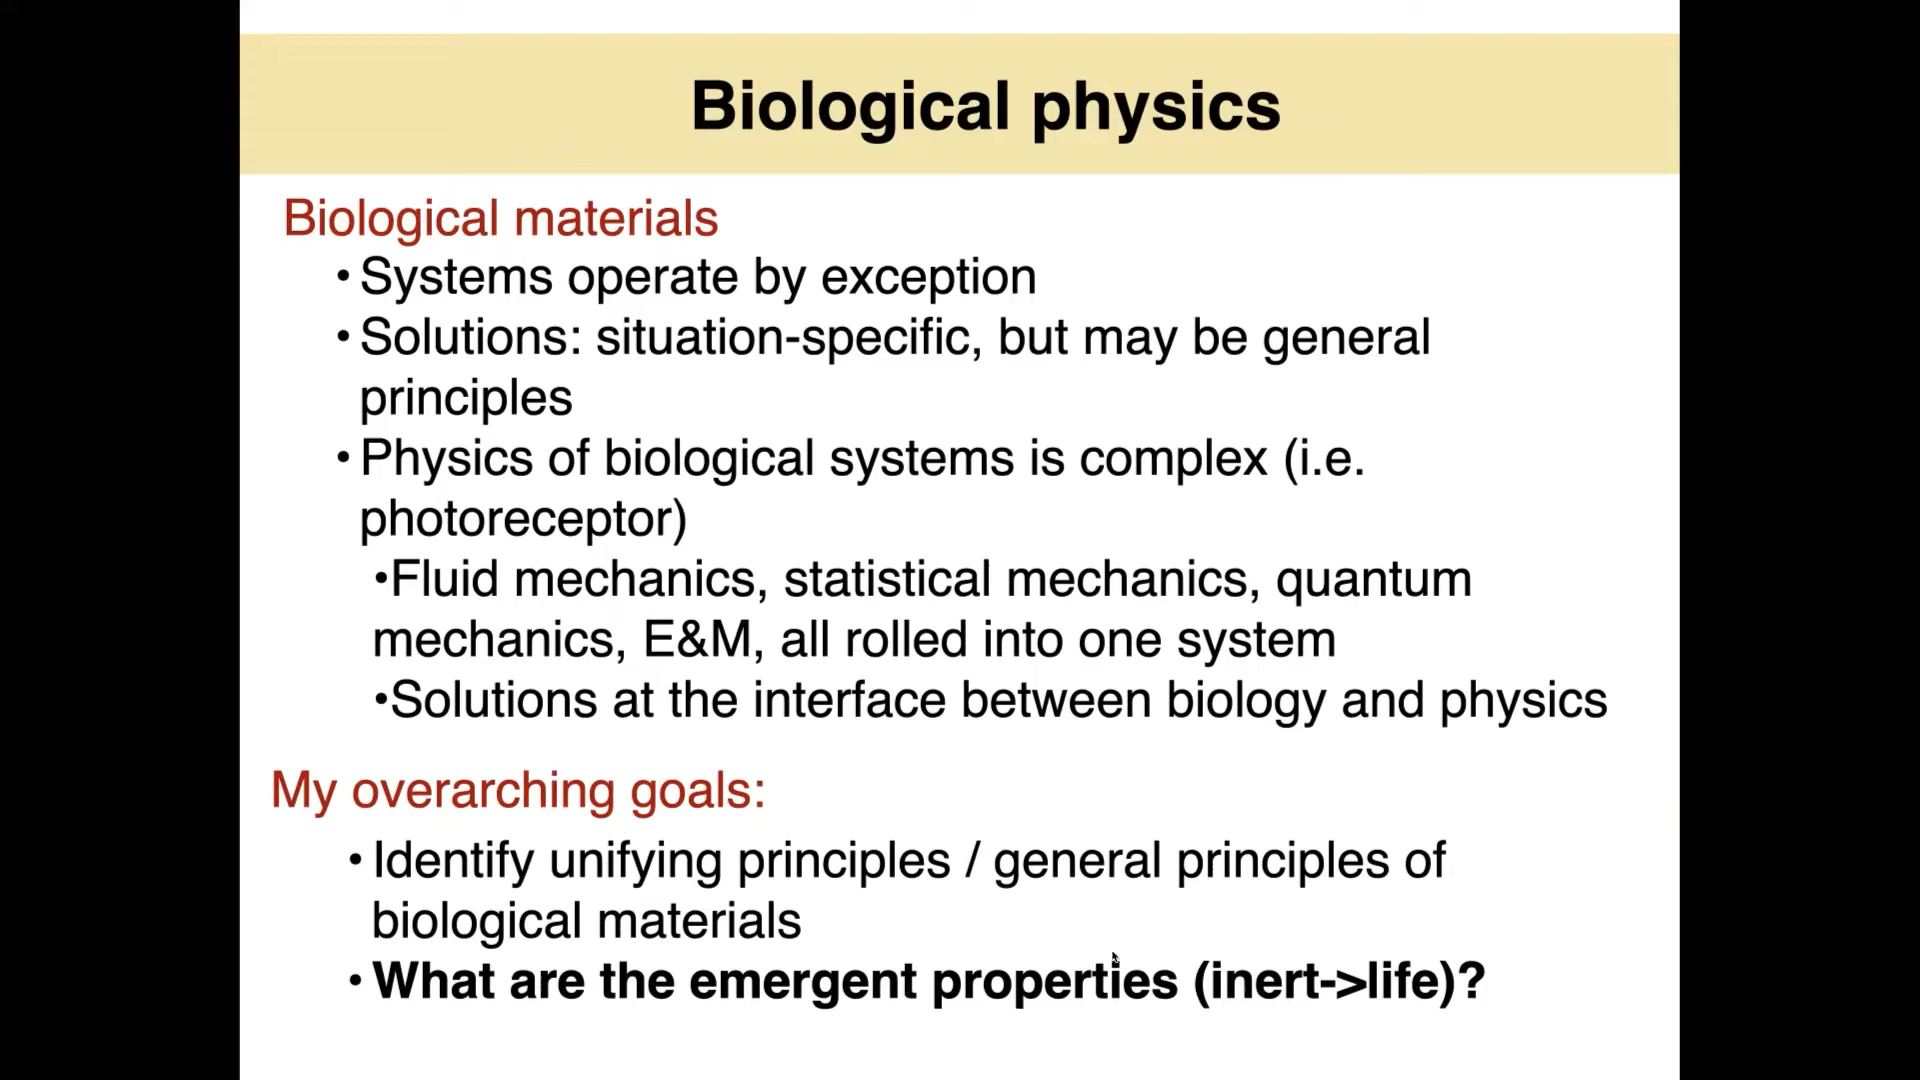 Biological physics
Biological materials
•Systems operate by exception
•Solutions: situation-specific, but may be general
principles
•Physics of biological systems is complex (i.e.
photoreceptor)
•Fluid mechanics, statistical mechanics, quantum
mechanics, E&M, all rolled into one system
•Solutions at the interface between biology and physics
My overarching goals:
•Identify unifying principles / general principles of
biological materials
•What are the emergent properties (inert->life)?